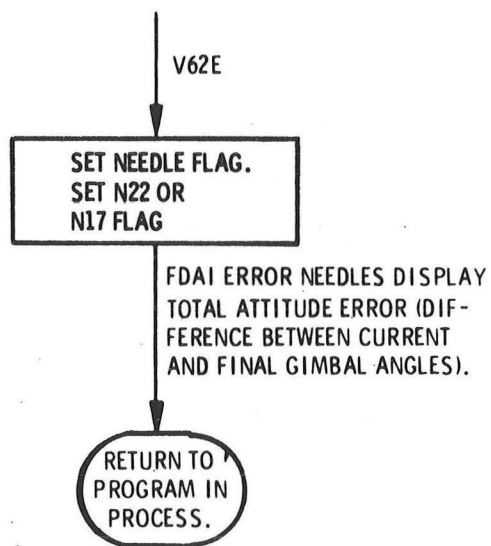 V62E
SET NEEDLE FLAG.
SET N22 OR
N17 FLAG
FDAI ERROR NEEDLES DISPLAY
TOTAL ATTITUDE ERROR (DIF-
FERENCE BETWEEN CURRENT
AND FINAL GIMBAL ANGLES).
RETURN TO
PROGRAM IN
PROCESS.